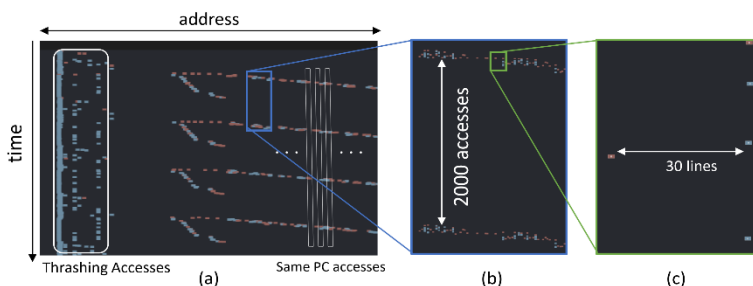 address
time
2000 accesses
30 lines
Thrashing Accesses
(a)
Same PC accesses
(b)
(c)